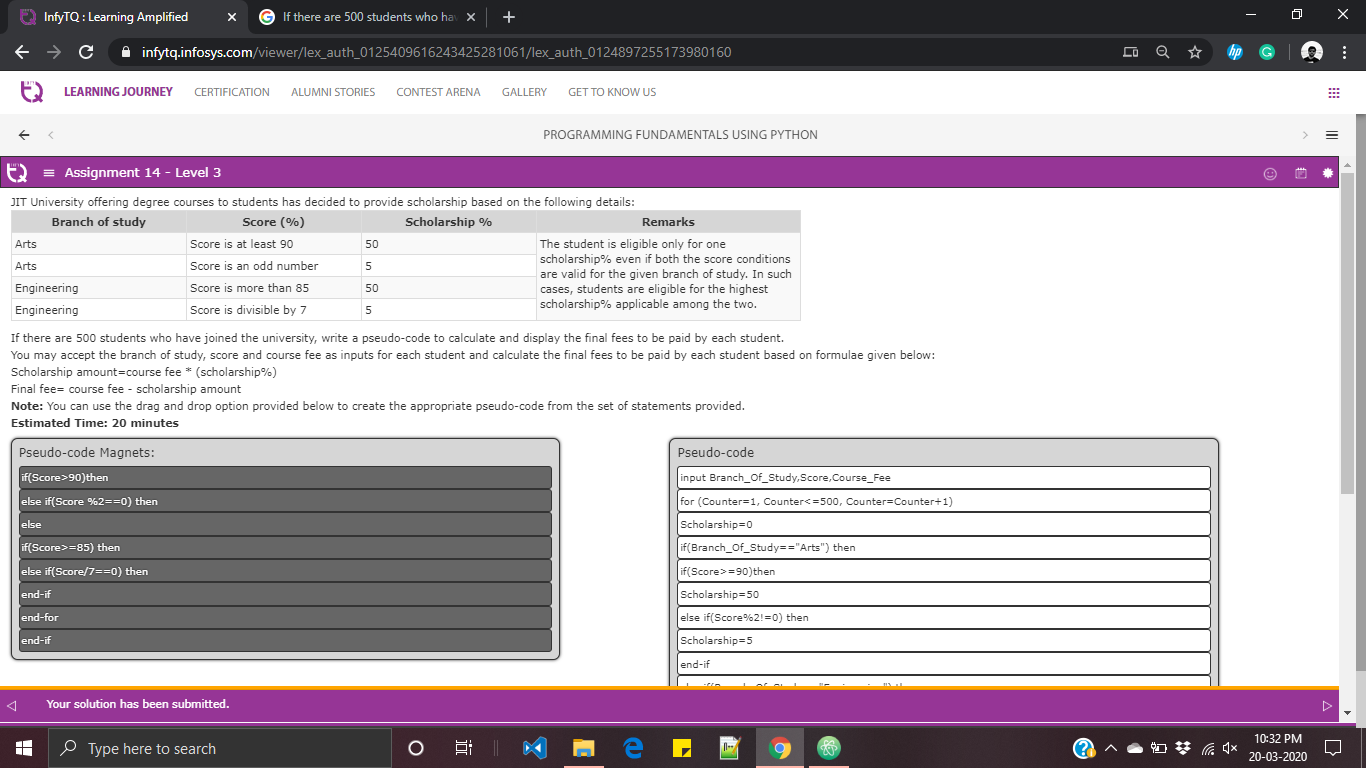 InfyTQ : Learning Amplified
If there are 500 students who hav
infytq.infosys.com/viewer/lex_auth_0125409616243425281061/lex_auth_0124897255173980160
LEARNING JOURNEY CERTIFICATION ALUMNI STORIES CONTEST ARENA GALLERY GET TO KNOW US
PROGRAMMING FUNDAMENTALS USING PYTHON
Assignment 14 - Level 3
JIT University offering degree courses to students has decided to provide scholarship based on the following details:
Branch of study Score (%) Scholarship % Remarks
Arts Score is at least 90 50
Arts Score is an odd number 5
Engineering Score is more than 85 50
Engineering Score is divisible by 7 5
The student is eligible only for one
scholarship% even if both the score conditions
are valid for the given branch of study. In such
cases, students are eligible for the highest
scholarship% applicable among the two.
If there are 500 students who have joined the university, write a pseudo-code to calculate and display the final fees to be paid by each student.
You may accept the branch of study, score and course fee as inputs for each student and calculate the final fees to be paid by each student based on formulae given below:
Scholarship amount=course fee * (scholarship%)
Final fee= course fee - scholarship amount
Note: You can use the drag and drop option provided below to create the appropriate pseudo-code from the set of statements provided.
Estimated Time: 20 minutes
Pseudo-code Magnets:
if(Score>90)then
else if(Score %2==0) then
else
if(Score>=85) then
else if(Score/7==0) then
end-if
end-for
end-if
Pseudo-code
input Branch_Of_Study,Score,Course_Fee
for (Counter=1, Counter<=500, Counter=Counter+1)
Scholarship=0
if(Branch_Of_Study=="Arts") then
if(Score>=90)then
Scholarship=50
else if(Score%2!=0) then
Scholarship=5
end-if
Your solution has been submitted.
Type here to search
10:32 PM
20-03-2020